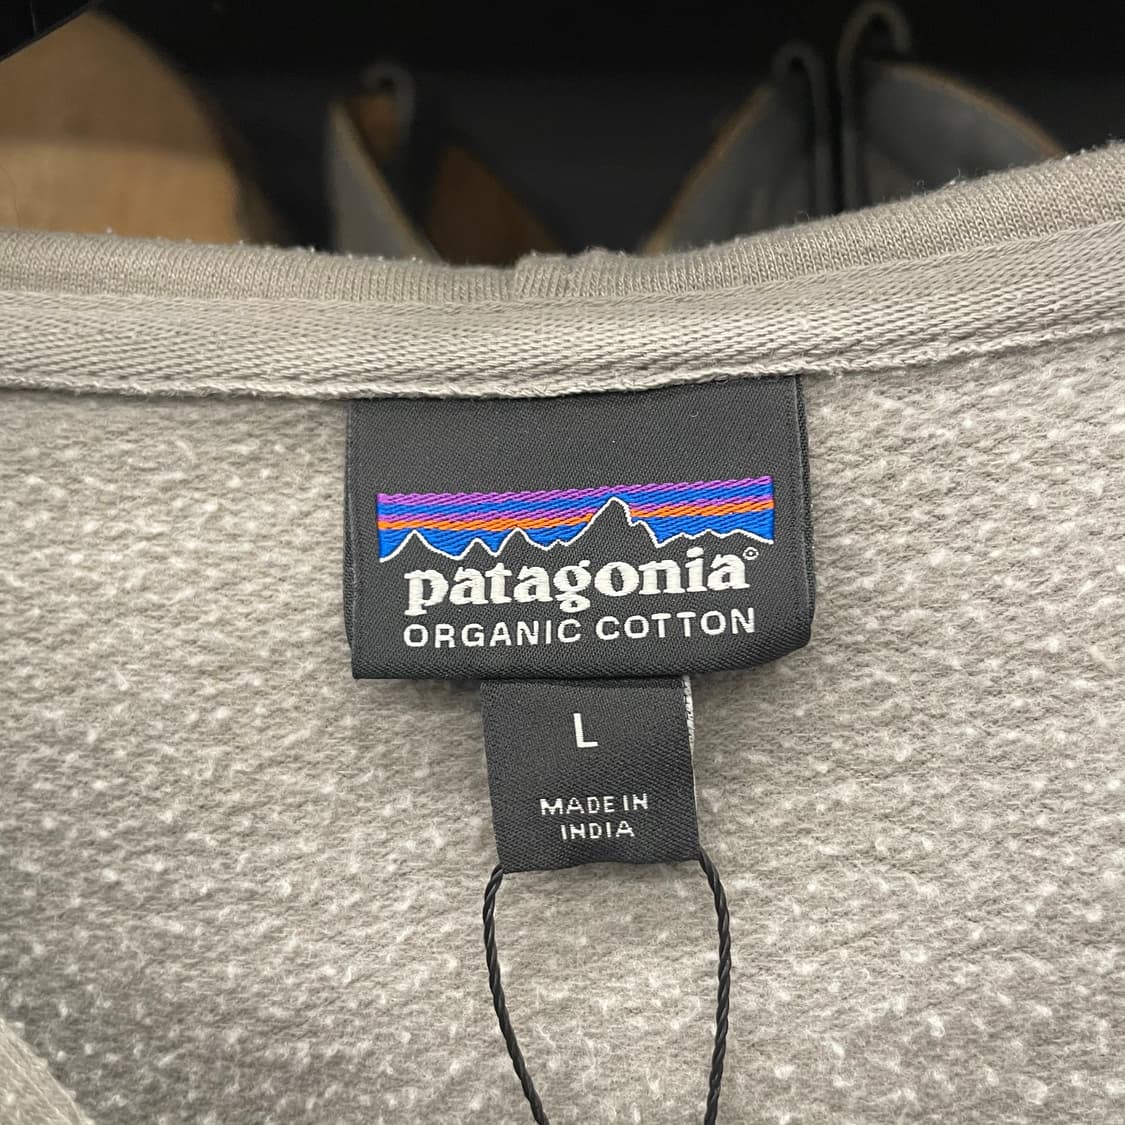 patagonia®
ORGANIC COTTON
L
MADE IN
INDIA